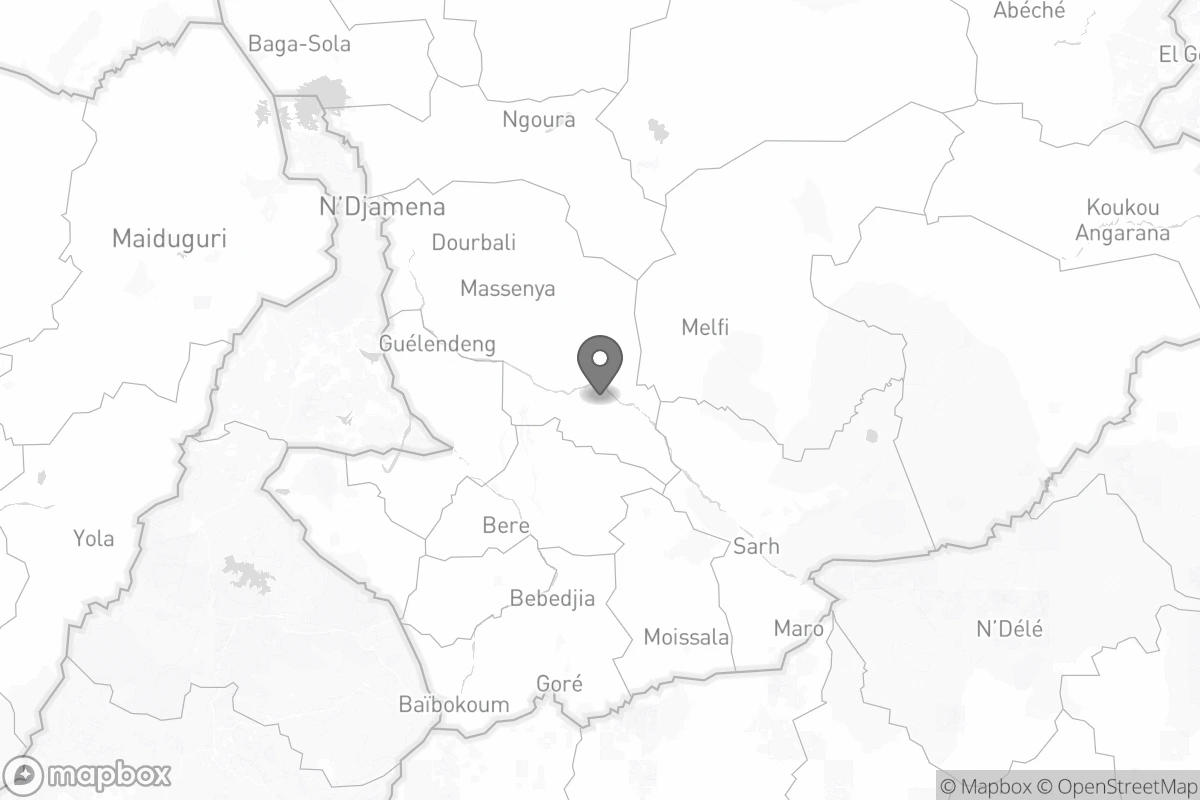 Abéché
Baga-Sola
El Ge
Ngoura
N'Djamena
Koukou
Angarana
Maiduguri
Dourbali
Massenya
Melfi
Guélendeng
Bere
Yola
Sarh
Bebedjia
Moissala
Maro
N'Délé
Goré
Baïbokoum
mapbox
© Mapbox © OpenStreetMap